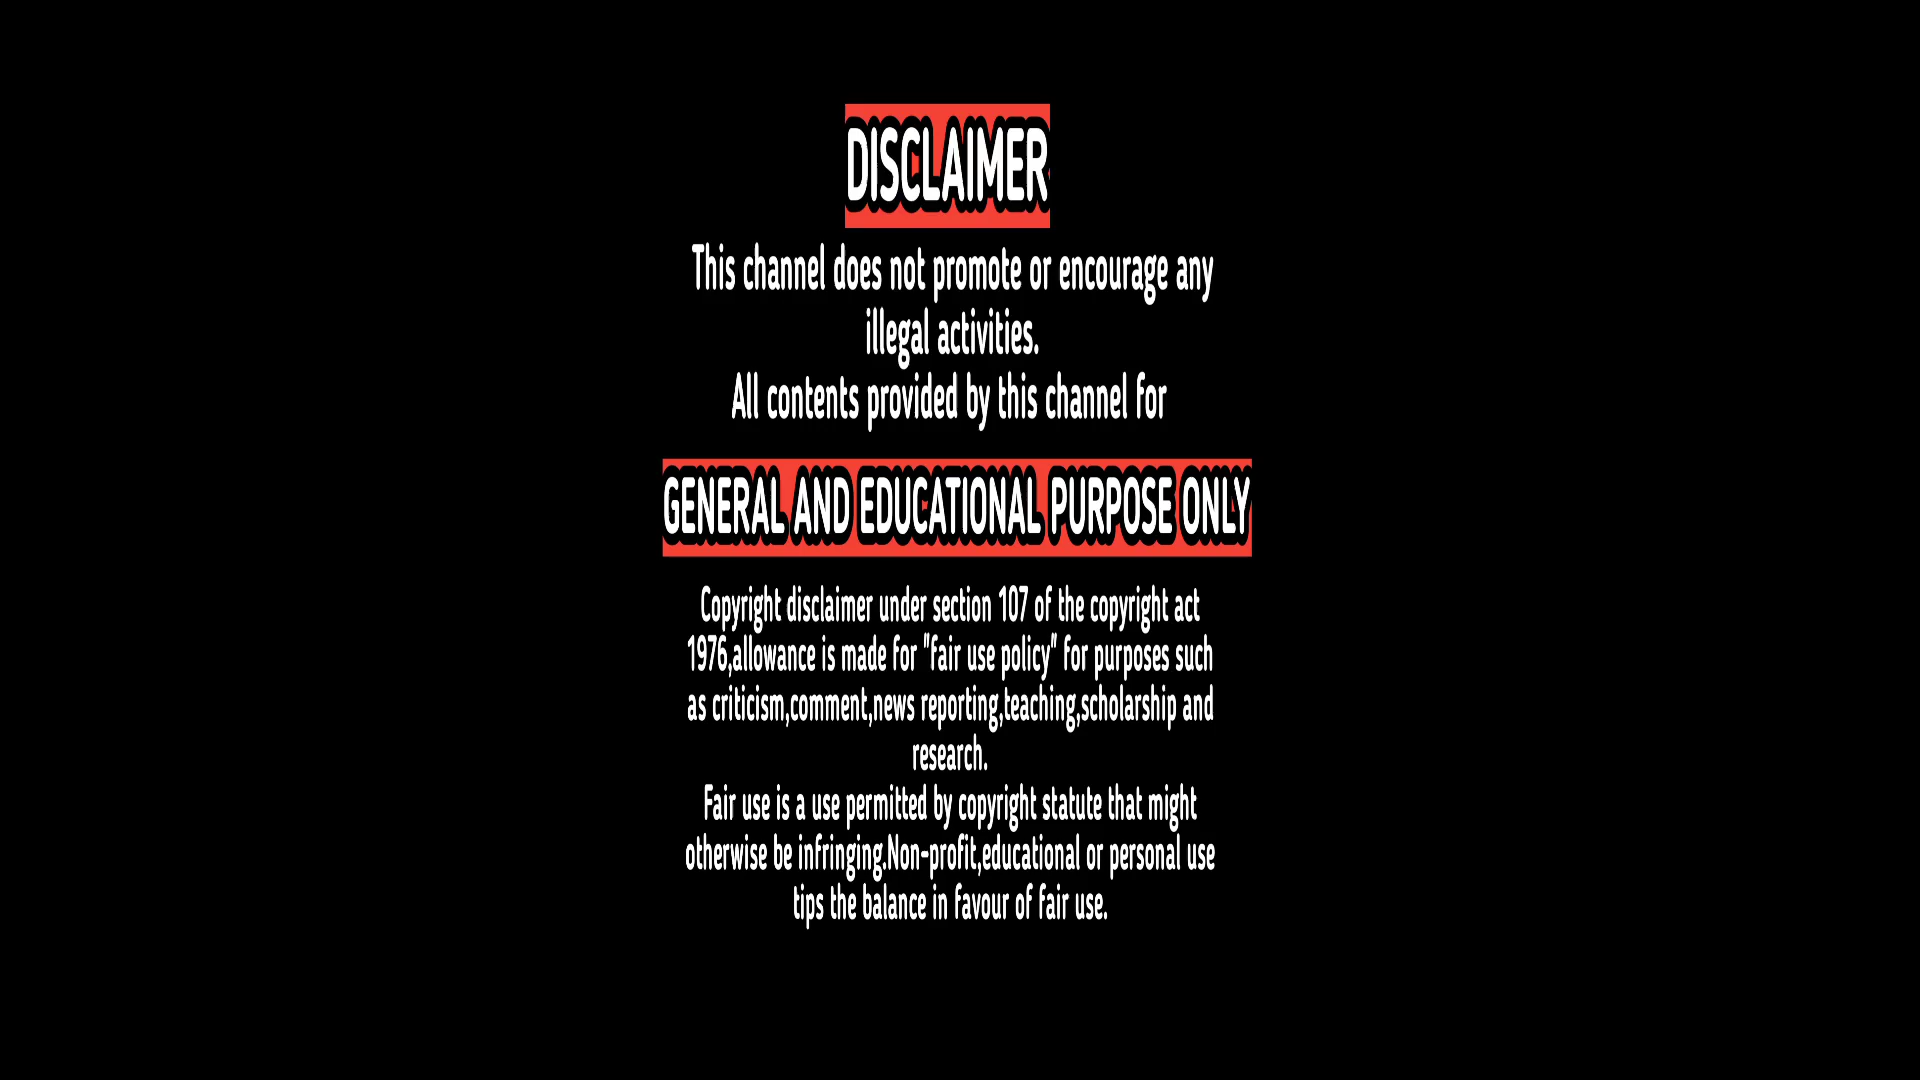 DISCLAIMER
This channel does not promote or encourage any
illegal activities.
All contents provided by this channel for
GENERAL AND EDUCATIONAL PURPOSE ONLY
Copyright disclaimer under section 107 of the copyright act
1976,allowance is made for "fair use policy" for purposes such
as criticism,comment,news reporting,teaching,scholarship and
research.
Fair use is a use permitted by copyright statute that might
otherwise be infringing.Non-profit,educational or personal use
tips the balance in favour of fair use.